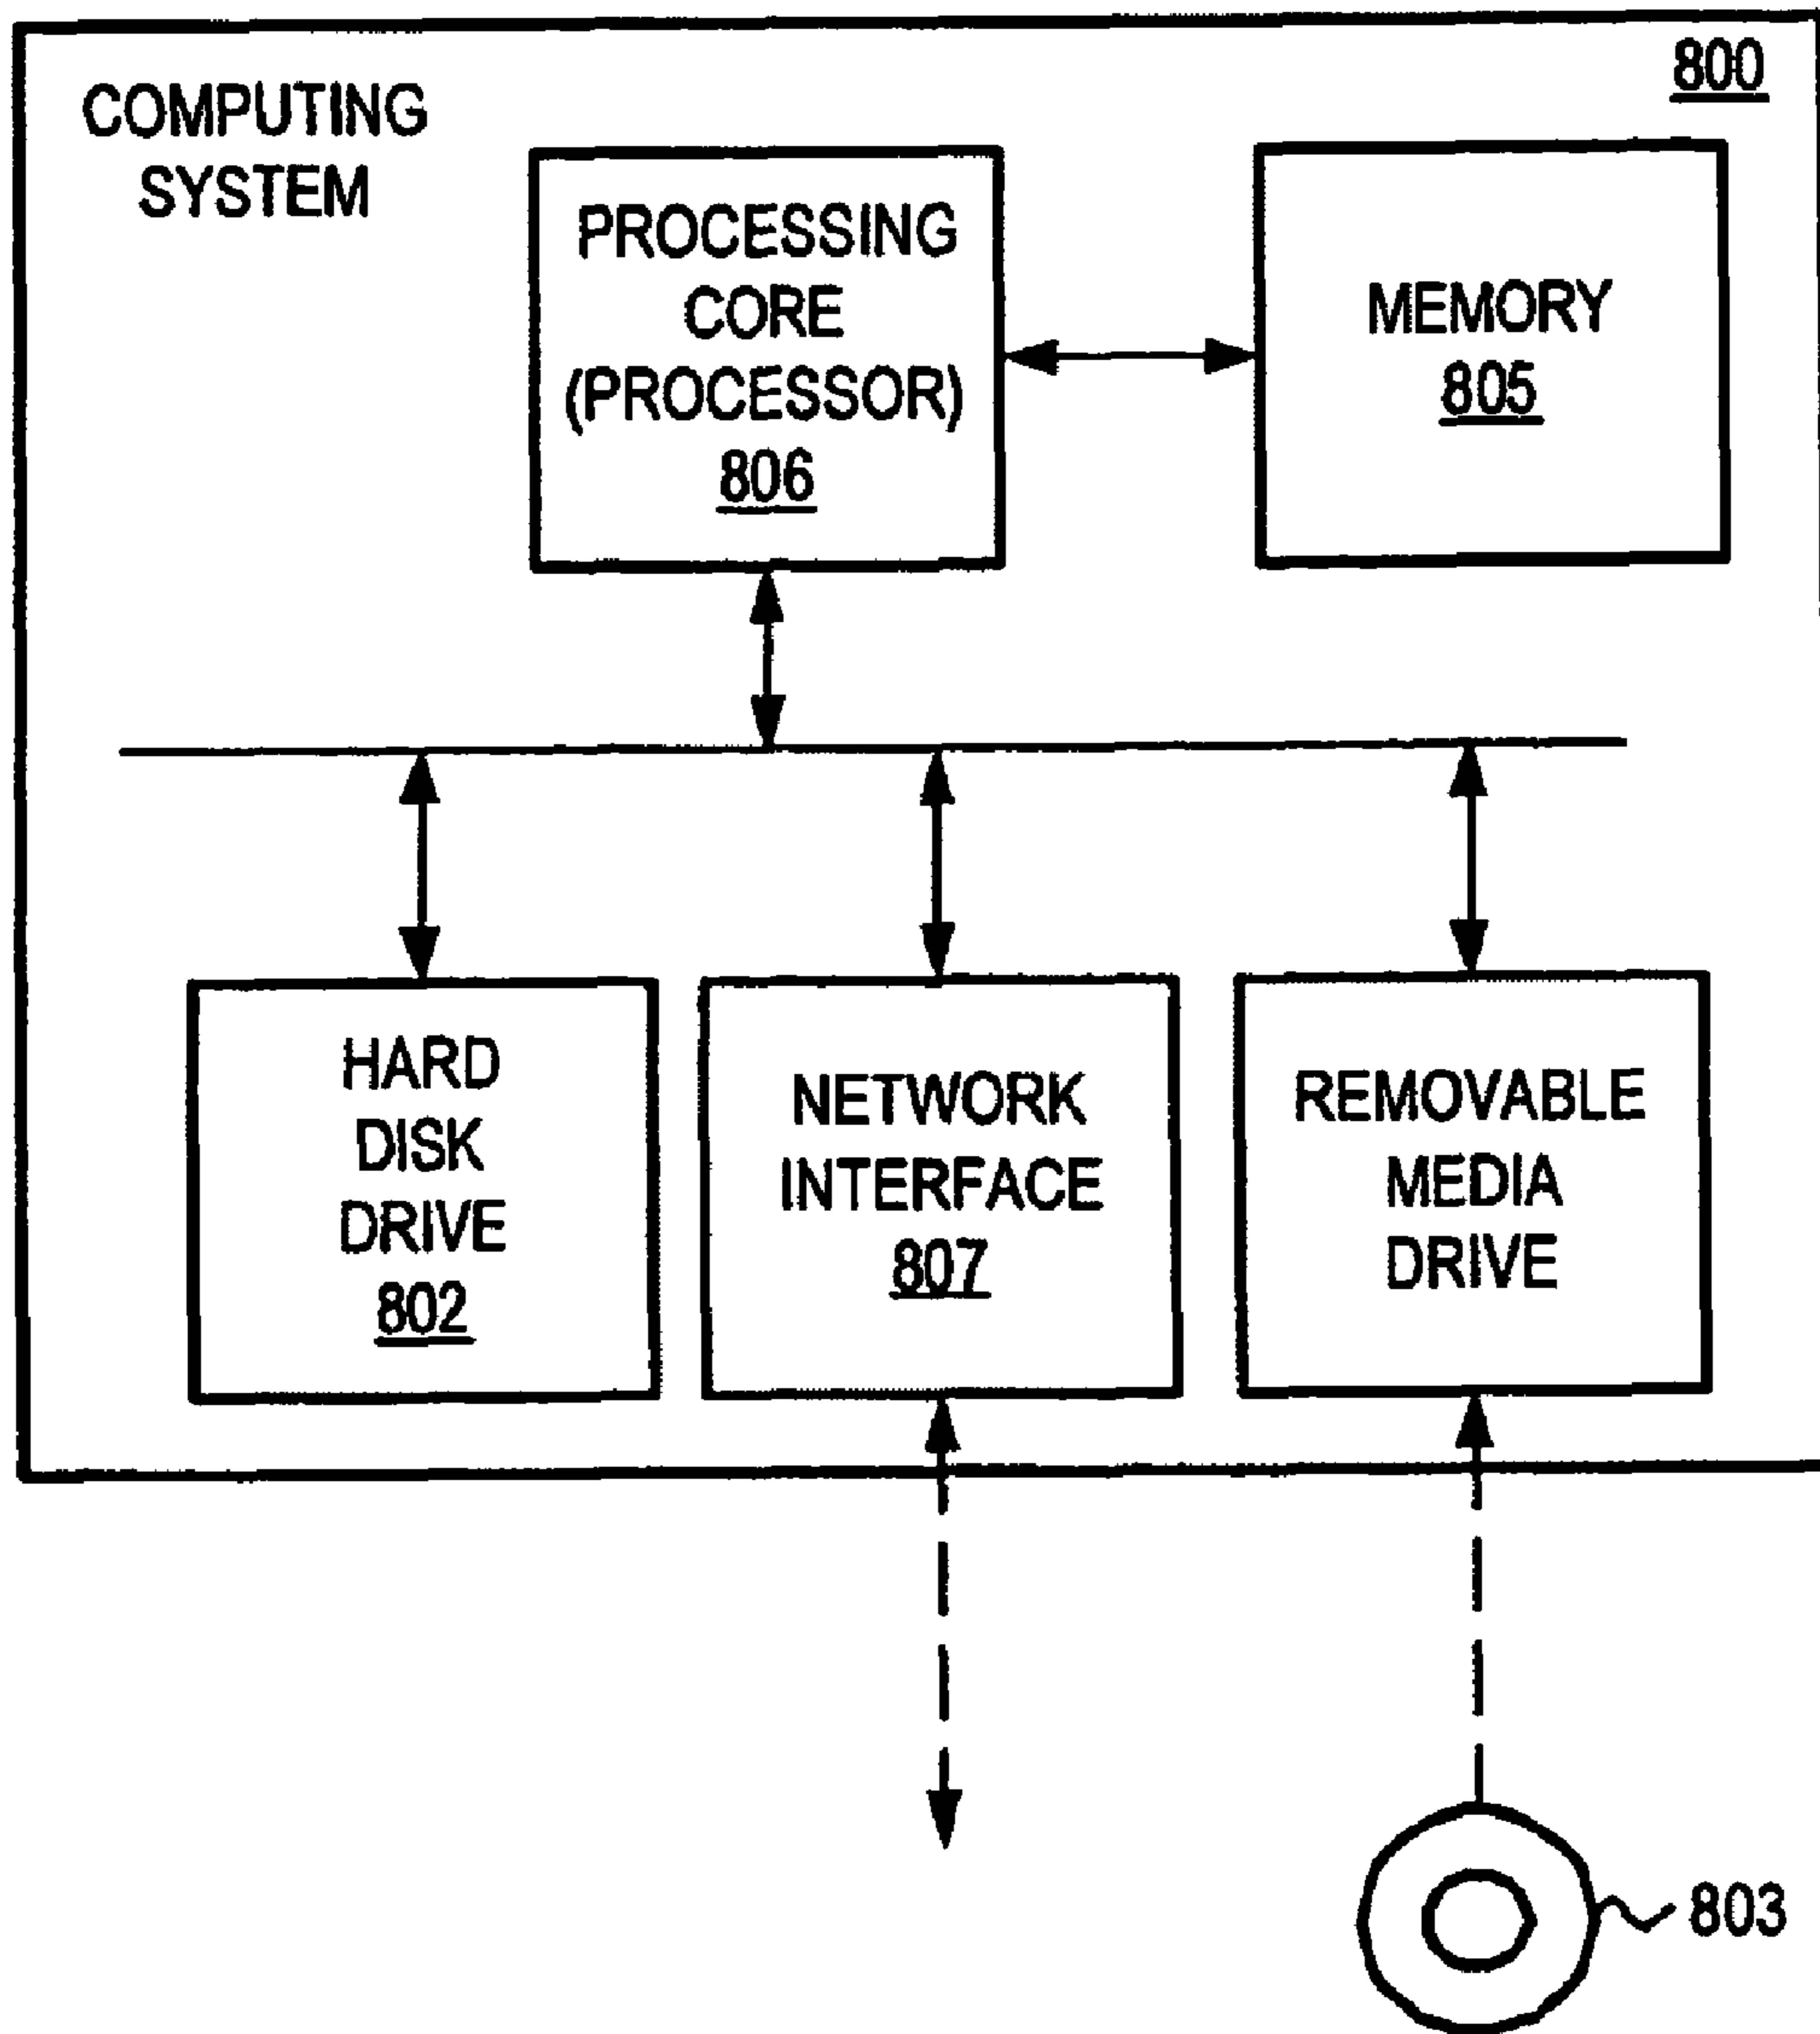 800
COMPUTING
SYSTEM
PROCESSING
CORE
(PROCESSOR)
806
MEMORY
805
HARD
DISK
DRIVE
802
NETWORK
INTERFACE
807
REMOVABLE
MEDIA
DRIVE
803